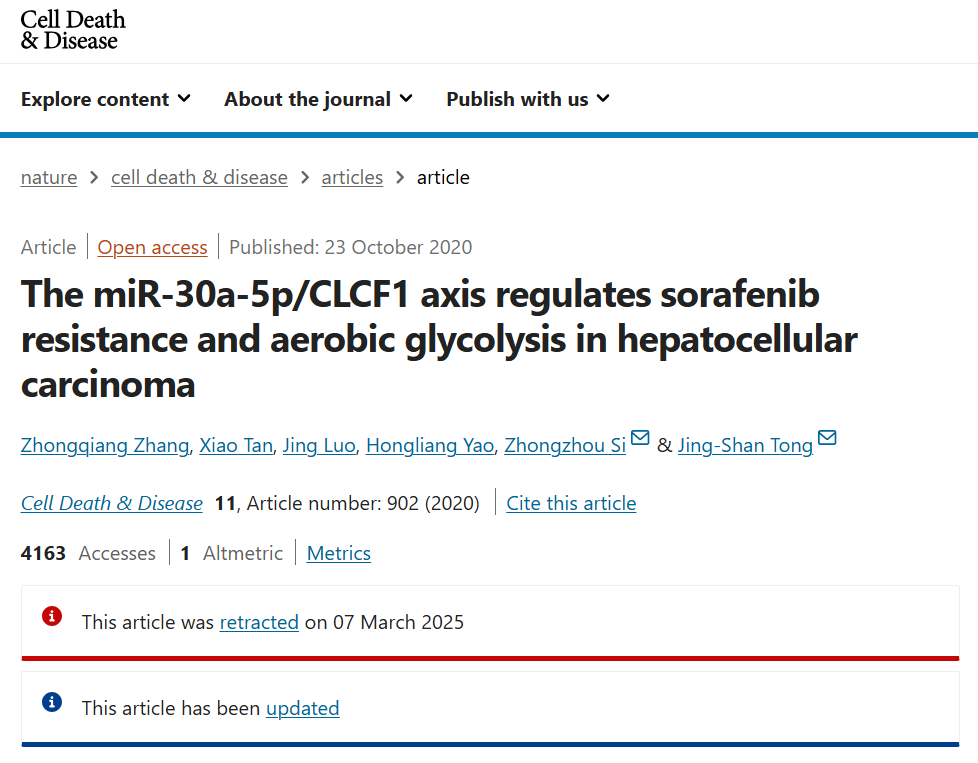 Cell Death
& Disease
Explore content About the journal Publish with us
nature > cell death & disease > articles > article
Article | Open access | Published: 23 October 2020
The miR-30a-5p/CLCF1 axis regulates sorafenib
resistance and aerobic glycolysis in hepatocellular
carcinoma
Zhongqiang Zhang, Xiao Tan, Jing Luo, Hongliang Yao, Zhongzhou Si & Jing-Shan Tong
Cell Death & Disease 11, Article number: 902 (2020) | Cite this article
4163 Accesses | 1 Altmetric | Metrics
This article was retracted on 07 March 2025
This article has been updated